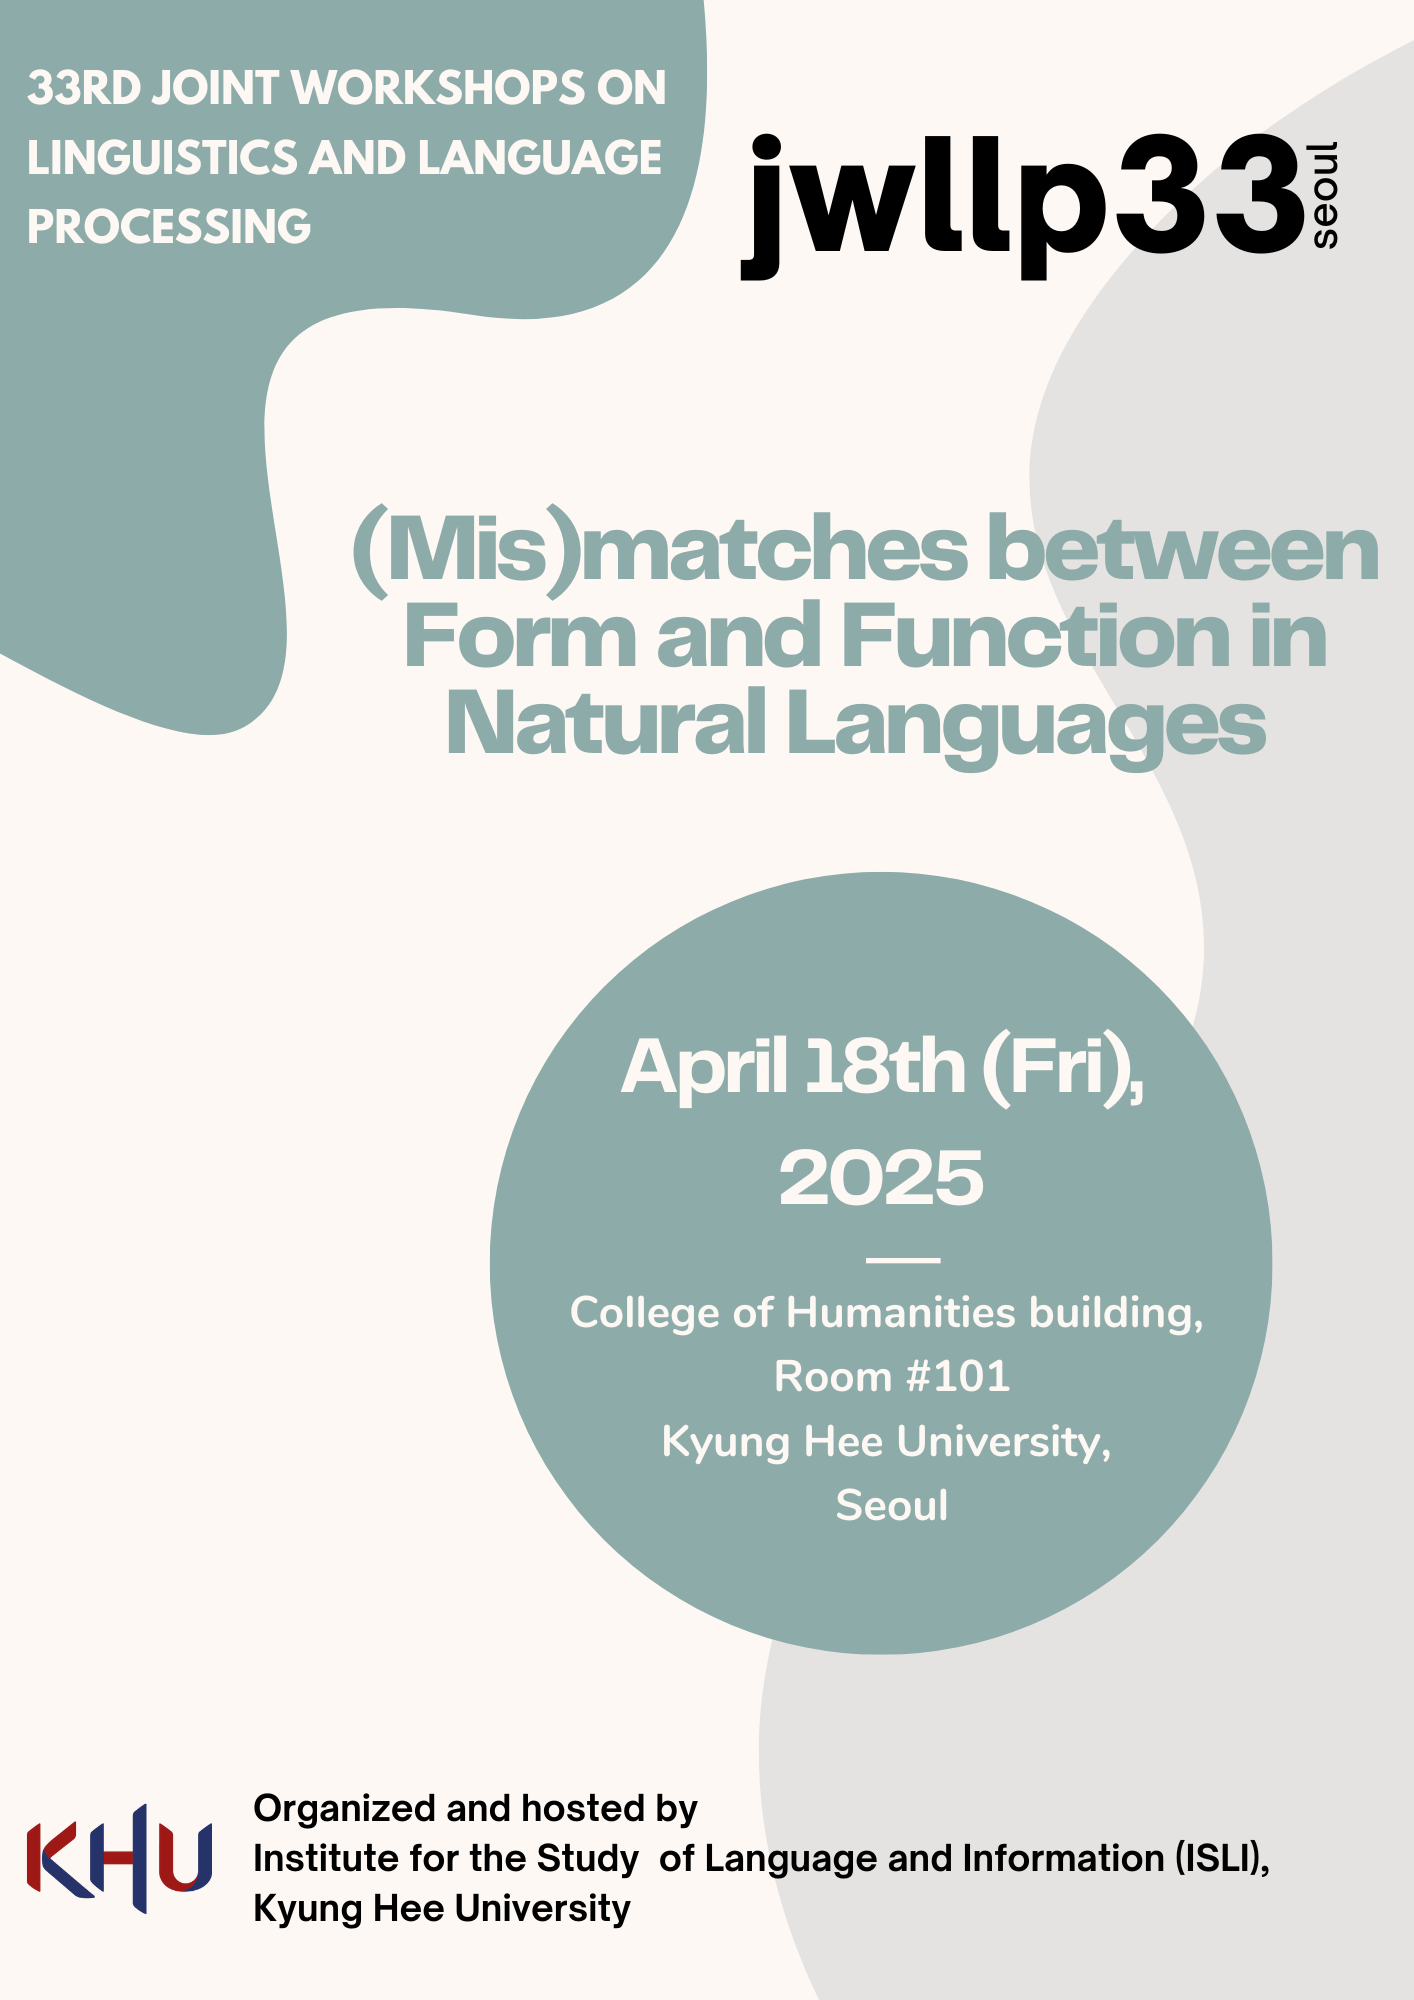 33RD JOINT WORKSHOPS ON
LINGUISTICS AND LANGUAGE
PROCESSING
jwllp33
seoul
(Mis)matches between
Form and Function in
Natural Languages
April 18th (Fri),
2025
College of Humanities building,
Room #101
Kyung Hee University,
Seoul
KHU
Organized and hosted by
Institute for the Study  of Language and Information (ISLI),
Kyung Hee University